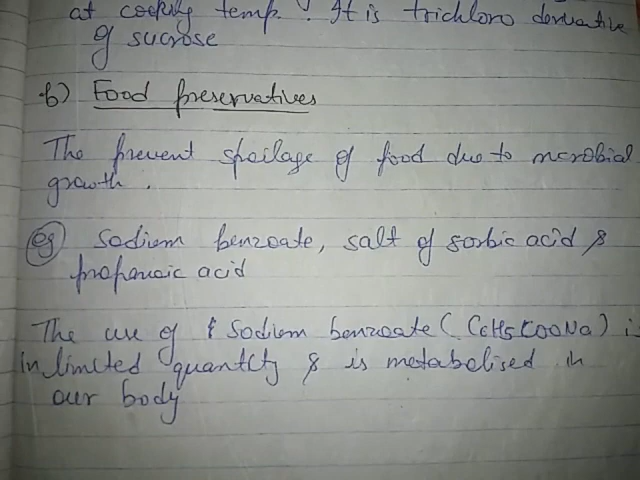 at cooking temp. It is trichloro derivative
of sucrose
b) Food Preservatives
The prevent spoilage of food due to microbial
growth.
eg Sodium benzoate, salt of sorbic acid &
propanoic acid
The use of Sodium benzoate (C6H5COONa) is
in limited quantity & is metabolised in
our body